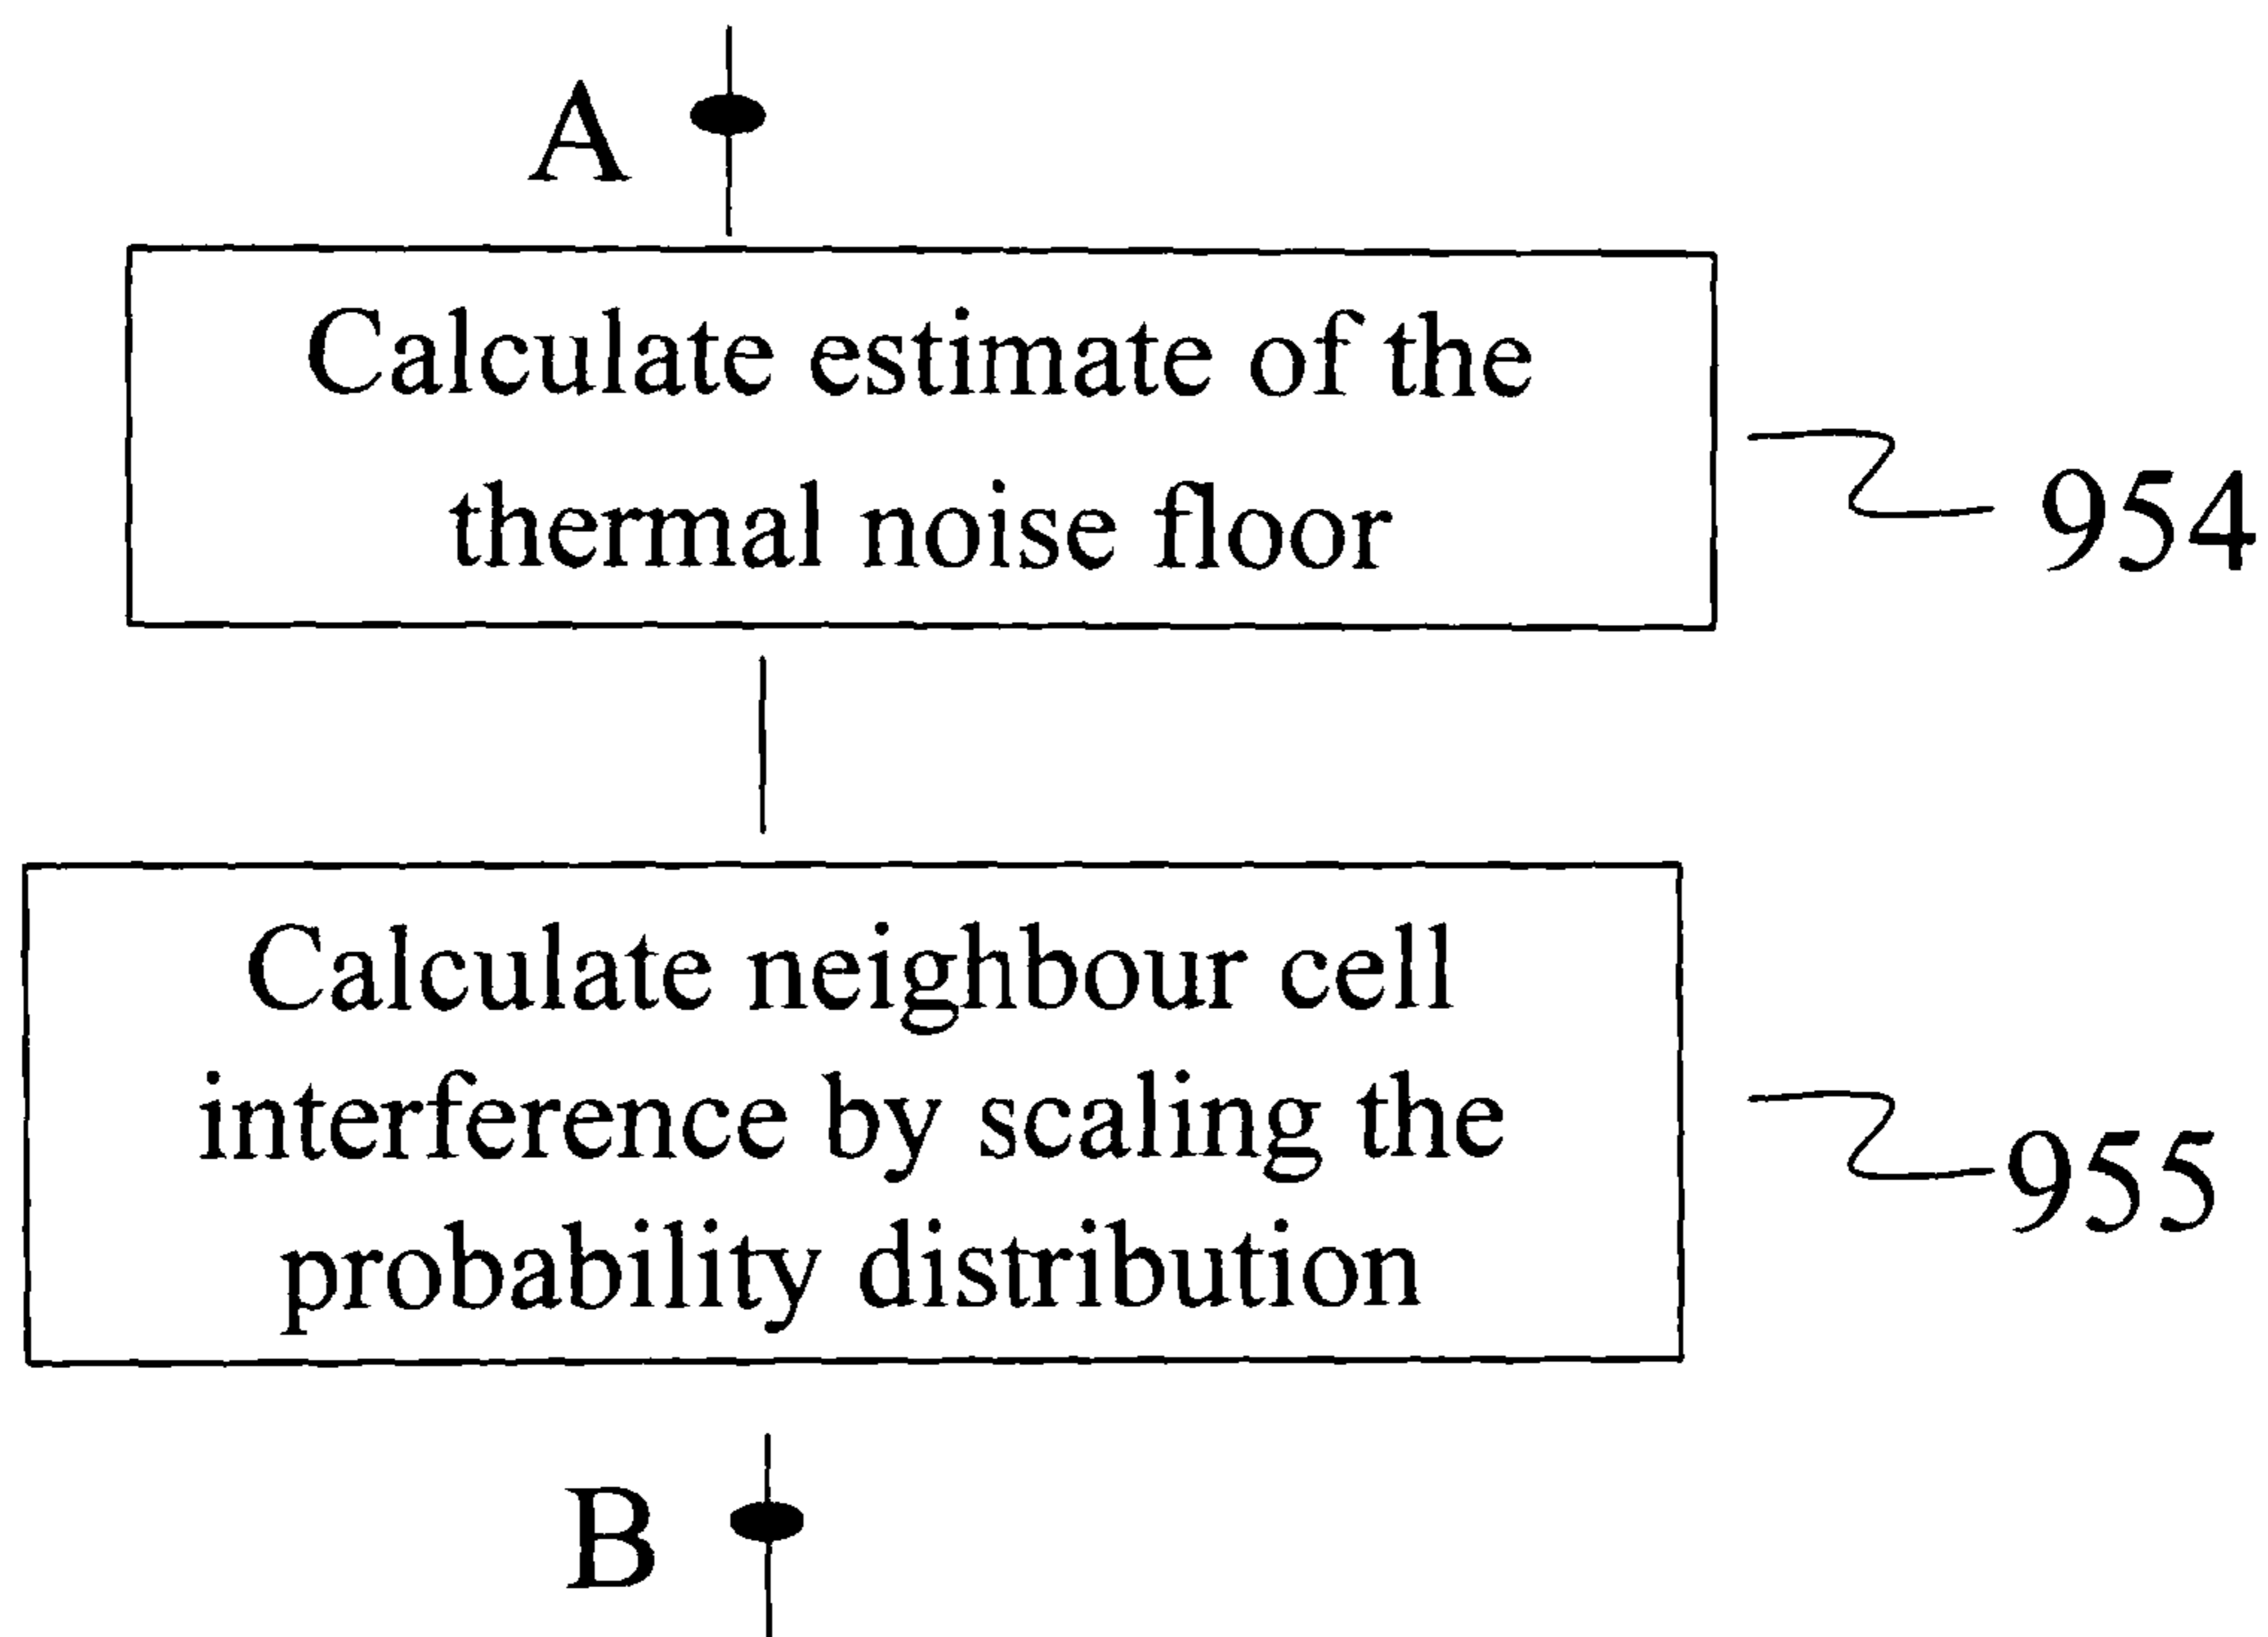 A
Calculate estimate of the
thermal noise floor
954
Calculate neighbour cell
interference by scaling the
probability distribution
955
B